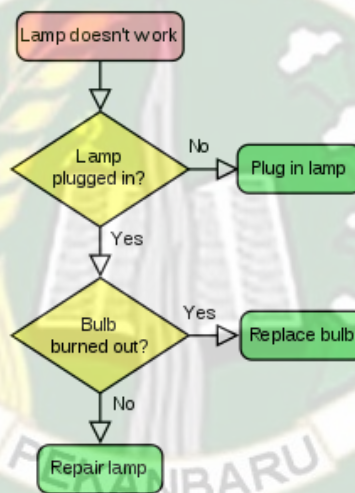 Lamp doesn't work
Lamp
plugged in?
No
Plug in lamp
Yes
Bulb
burned out?
Yes
Replace bulb
No
Repair lamp
PEKANBARU